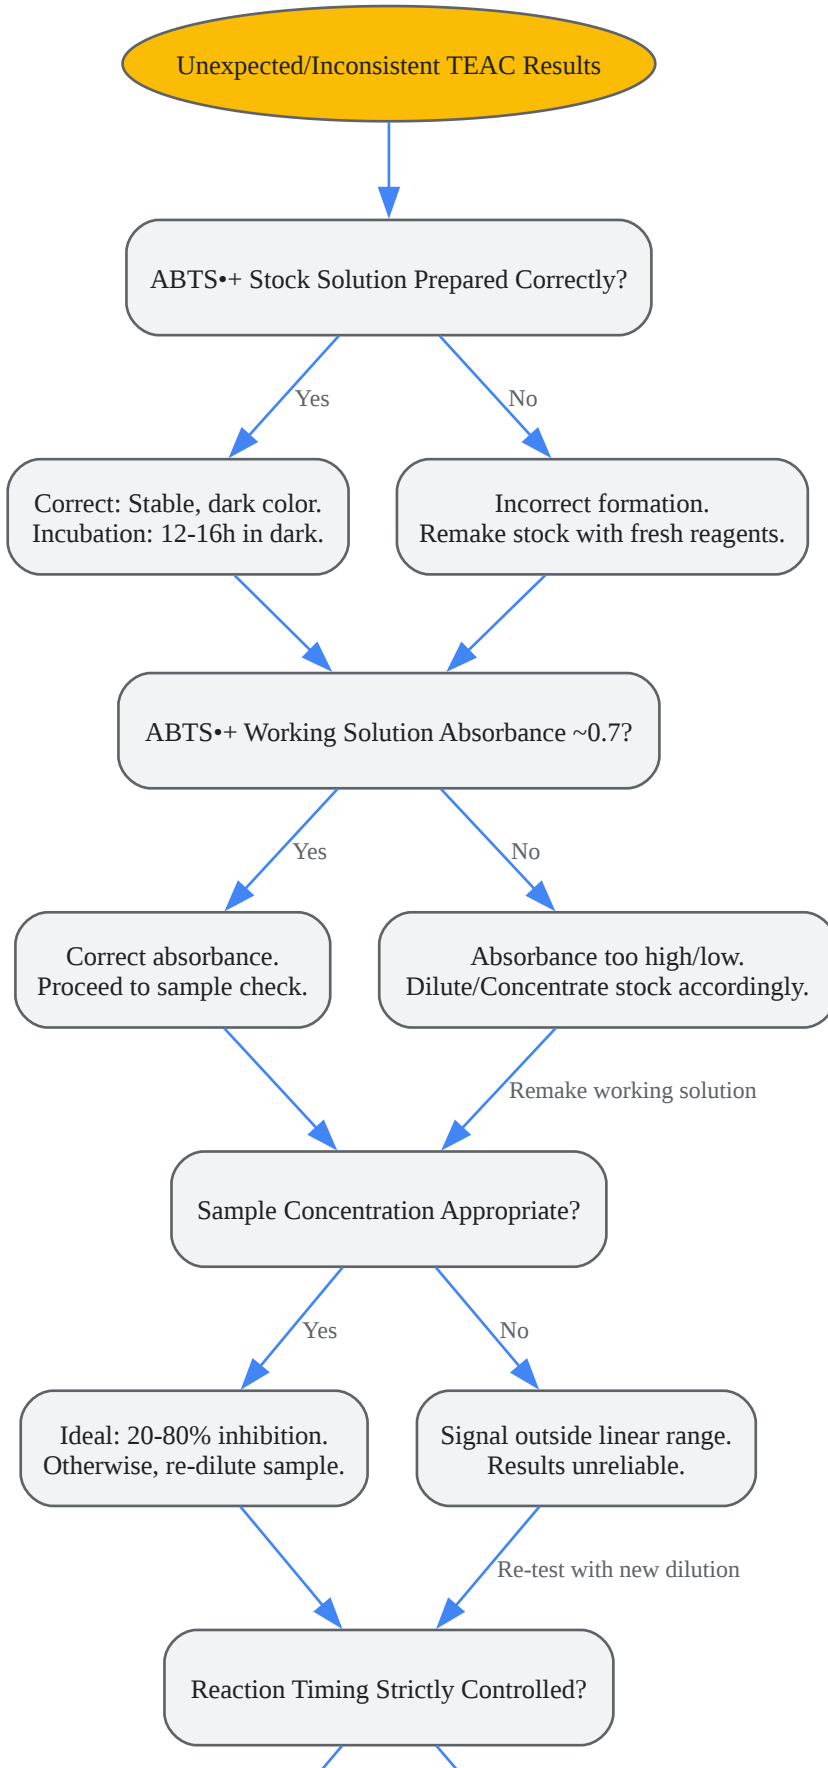 Unexpected/Inconsistent TEAC Results
ABTS•+ Stock Solution Prepared Correctly?
Yes
No
Correct: Stable, dark color.
Incubation: 12-16h in dark.
Incorrect formation.
Remake stock with fresh reagents.
ABTS•+ Working Solution Absorbance ~0.7?
Yes
No
Correct absorbance.
Proceed to sample check.
Absorbance too high/low.
Dilute/Concentrate stock accordingly.
Remake working solution
Sample Concentration Appropriate?
Yes
No
Ideal: 20-80% inhibition.
Otherwise, re-dilute sample.
Signal outside linear range.
Results unreliable.
Re-test with new dilution
Reaction Timing Strictly Controlled?